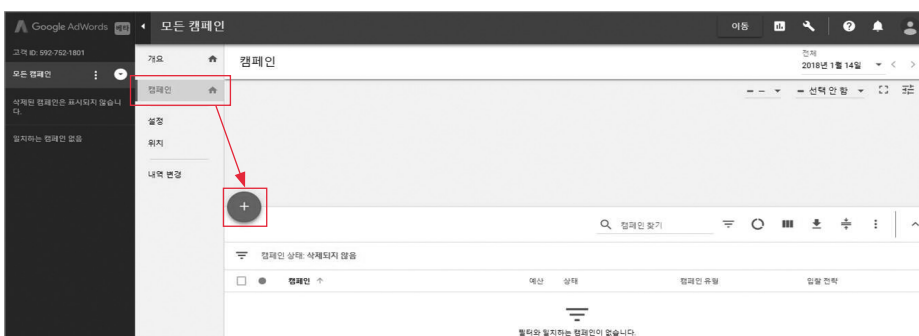 Google AdWords 베타
모든 캠페인
이동
고객 ID: 592-752-1801
모든 캠페인
삭제된 캠페인은 표시되지 않습니
다.
일치하는 캠페인 없음
개요
캠페인
설정
위치
내역 변경
캠페인
전체
2018년 1월 14일
선택 안 함
캠페인 찾기
캠페인 상태: 삭제되지 않음
캠페인 예산 상태 캠페인 유형 입찰 전략
필터와 일치하는 캠페인이 없습니다.